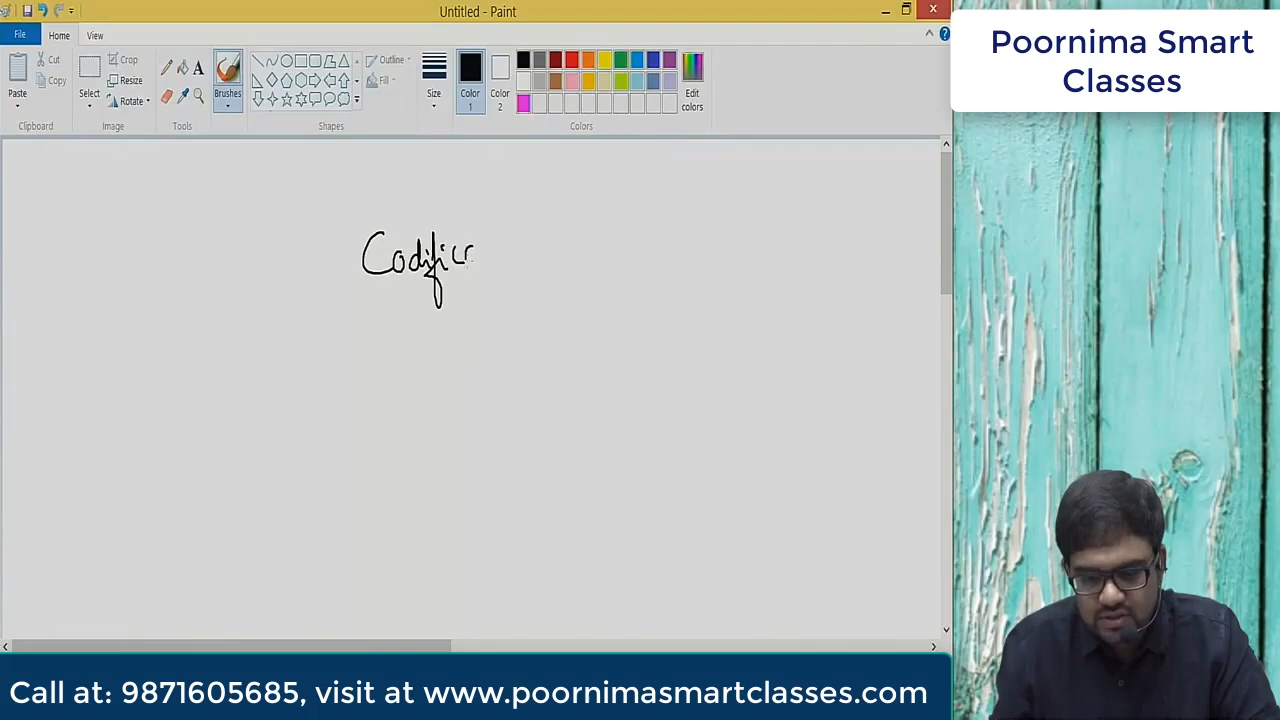 Untitled - Paint
File Home View
Cut
Copy
Paste
Crop
Resize
Rotate
Select
Brushes
Outline
Fill
Size
Color 1
Color 2
Edit colors
Clipboard Image Tools Shapes Colors
Codifica
Poornima Smart
Classes
Call at: 9871605685, visit at www.poornimasmartclasses.com